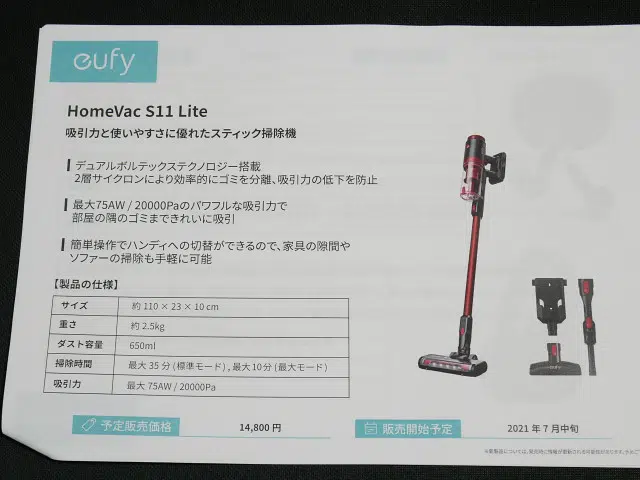 eufy
HomeVac S11 Lite
吸引力と使いやすさに優れたスティック掃除機
デュアルボルテックステクノロジー搭載
2層サイクロンにより効率的にゴミを分離、吸引力の低下を防止
最大75AW / 20000Paのパワフルな吸引力で
部屋の隅のゴミまできれいに吸引
簡単操作でハンディへの切替ができるので、家具の隙間や
ソファーの掃除も手軽に可能
【製品の仕様】
サイズ 約 110 × 23 × 10 cm
重さ 約 2.5kg
ダスト容量 650ml
掃除時間 最大 35 分 (標準モード) , 最大 10 分 (最大モード)
吸引力 最大 75AW / 20000Pa
eufy
予定販売価格 14,800 円
販売開始予定 2021 年 7 月中旬